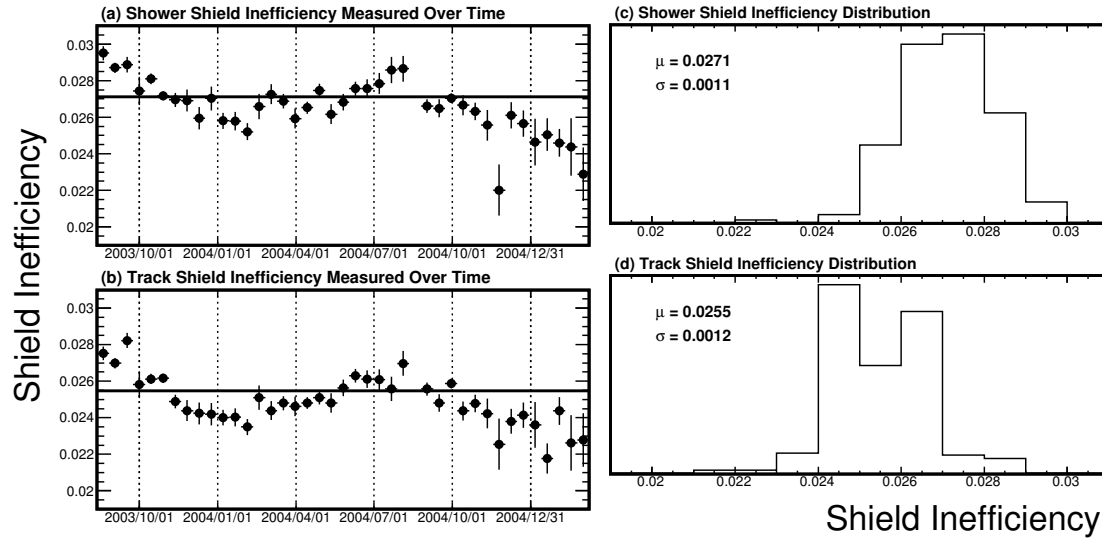 (a) Shower Shield Inefficiency Measured Over Time
0.03
0.028
0.026
0.024
0.022
0.02
2003/10/01 2004/01/01 2004/04/01 2004/07/01 2004/10/01 2004/12/31
(b) Track Shield Inefficiency Measured Over Time
0.03
0.028
0.026
0.024
0.022
0.02
2003/10/01 2004/01/01 2004/04/01 2004/07/01 2004/10/01 2004/12/31
Shield Inefficiency
(c) Shower Shield Inefficiency Distribution
μ = 0.0271
σ = 0.0011
0.02 0.022 0.024 0.026 0.028 0.03
(d) Track Shield Inefficiency Distribution
μ = 0.0255
σ = 0.0012
0.02 0.022 0.024 0.026 0.028 0.03
Shield Inefficiency